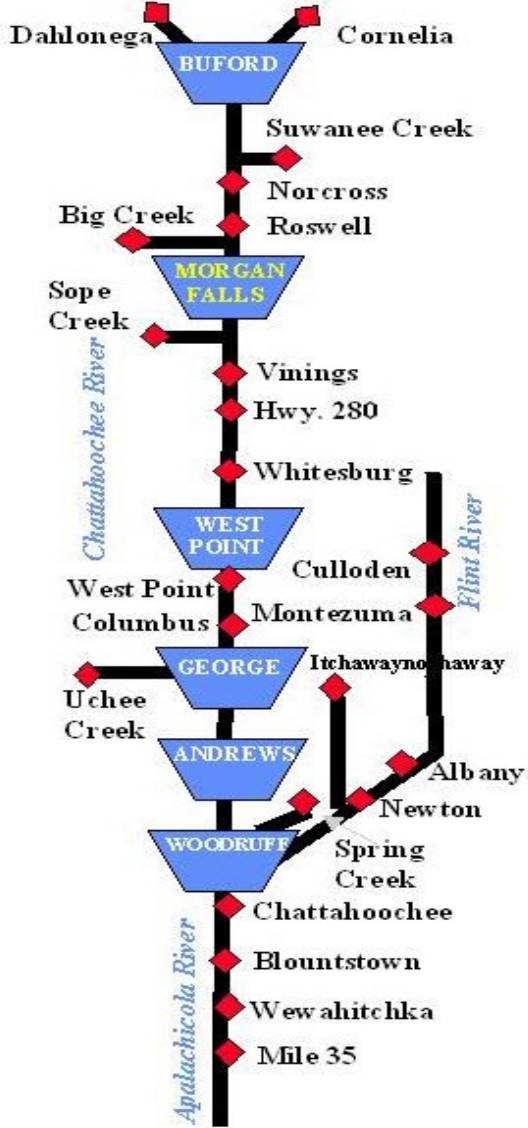 Dahlonega
Cornelia
BUFORD
Suwanee Creek
Norcross
Big Creek
Roswell
MORGAN
FALLS
Sope
Creek
Chattahoochee River
Vinings
Hwy. 280
Whitesburg
WEST
POINT
Flint River
Culloden
West Point
Montezuma
Columbus
GEORGE
Itchawaynochaway
Uchee
Creek
ANDREWS
Albany
Newton
WOODRUFF
Spring
Creek
Chattahoochee
Blountstown
Apalachicola River
Wewahitchka
Mile 35